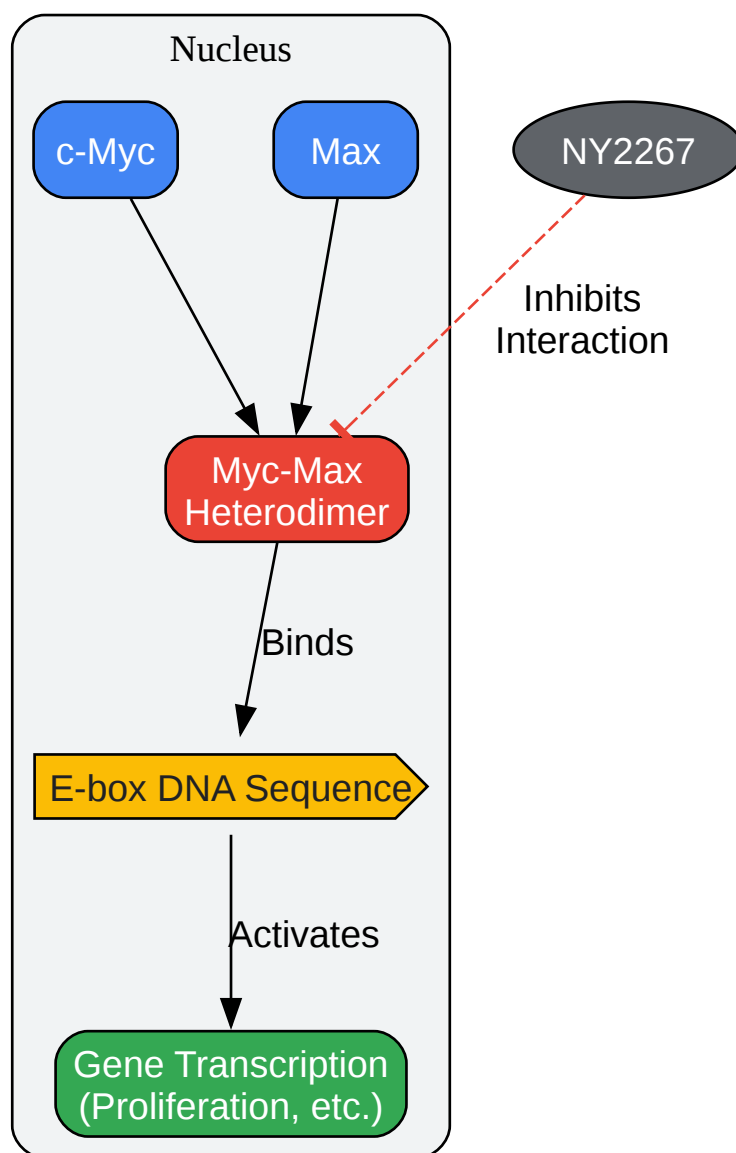 Nucleus
c-Myc
Max
NY2267
Inhibits
Interaction
Myc-Max
Heterodimer
Binds
E-box DNA Sequence
Activates
Gene Transcription
(Proliferation, etc.)